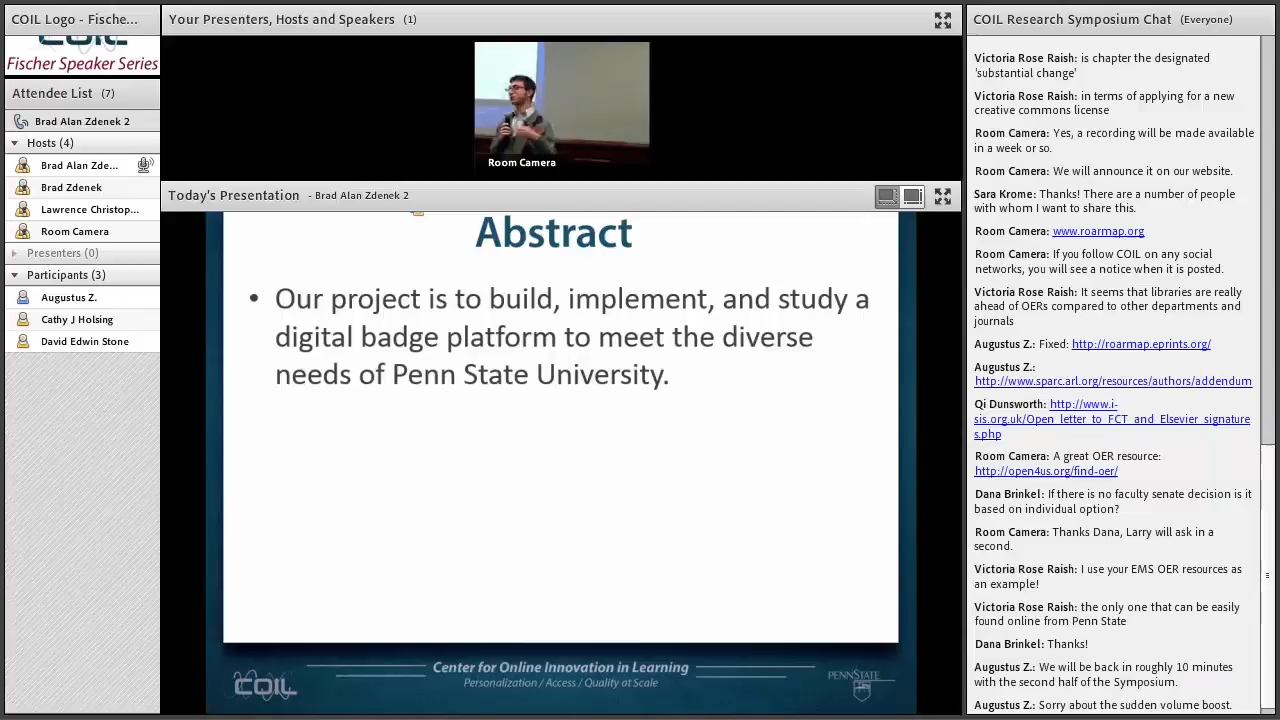 COIL Logo - Fische...
COIL
Fischer Speaker Series
Attendee List (7)
Brad Alan Zdenek 2
Hosts (4)
Brad Alan Zde...
Brad Zdenek
Lawrence Christop...
Room Camera
Presenters (0)
Participants (3)
Augustus Z.
Cathy J Holsing
David Edwin Stone
Your Presenters, Hosts and Speakers (1)
Room Camera
Today's Presentation - Brad Alan Zdenek 2
Abstract
• Our project is to build, implement, and study a
digital badge platform to meet the diverse
needs of Penn State University.
COIL
Center for Online Innovation in Learning
Personalization / Access / Quality at Scale
PENNSTATE
COIL Research Symposium Chat (Everyone)
Victoria Rose Raish: is chapter the designated
'substantial change'
Victoria Rose Raish: in terms of applying for a new
creative commons license
Room Camera: Yes, a recording will be made available
in a week or so.
Room Camera: We will announce it on our website.
Sara Krome: Thanks! There are a number of people
with whom I want to share this.
Room Camera: www.roarmap.org
Room Camera: If you follow COIL on any social
networks, you will see a notice when it is posted.
Victoria Rose Raish: It seems that libraries are really
ahead of OERs compared to other departments and
journals
Augustus Z.: Fixed: http://roarmap.eprints.org/
Augustus Z.:
http://www.sparc.arl.org/resources/authors/addendum
Qi Dunsworth: http://www.i-
sis.org.uk/Open_letter_to_FCT_and_Elsevier_signature
s.php
Room Camera: A great OER resource:
http://open4us.org/find-oer/
Dana Brinkel: If there is no faculty senate decision is it
based on individual option?
Room Camera: Thanks Dana, Larry will ask in a
second.
Victoria Rose Raish: I use your EMS OER resources as
an example!
Victoria Rose Raish: the only one that can be easily
found online from Penn State
Dana Brinkel: Thanks!
Augustus Z.: We will be back in roughly 10 minutes
with the second half of the Symposium.
Augustus Z.: Sorry about the sudden volume boost.